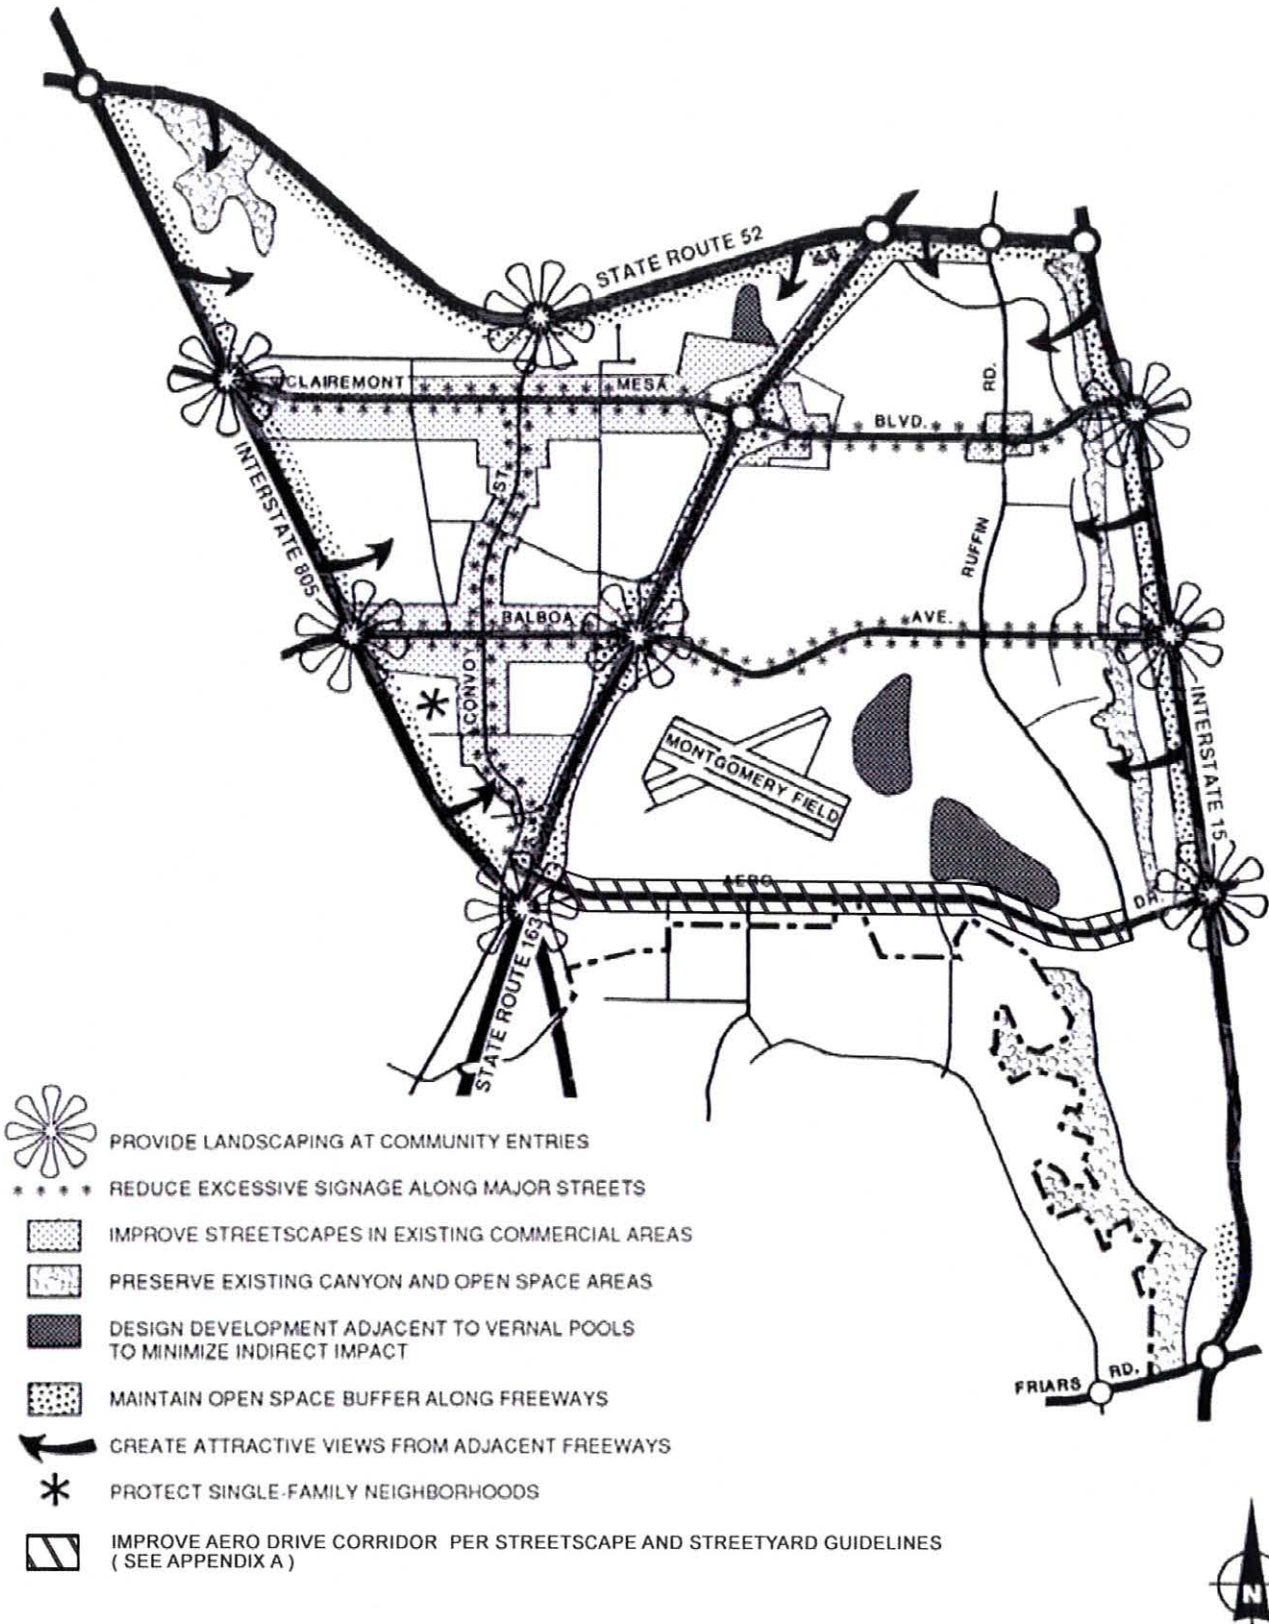 STATE ROUTE 52
CLAIREMONT
MESA
BLVD.
RD.
RUFFIN
ST.
INTERSTATE 805
BALBOA
AVE.
CONVOY
MONTGOMERY FIELD
INTERSTATE 15
AERO
DR.
STATE ROUTE 163
FRIARS
RD.
PROVIDE LANDSCAPING AT COMMUNITY ENTRIES
REDUCE EXCESSIVE SIGNAGE ALONG MAJOR STREETS
IMPROVE STREETSCAPES IN EXISTING COMMERCIAL AREAS
PRESERVE EXISTING CANYON AND OPEN SPACE AREAS
DESIGN DEVELOPMENT ADJACENT TO VERNAL POOLS
TO MINIMIZE INDIRECT IMPACT
MAINTAIN OPEN SPACE BUFFER ALONG FREEWAYS
CREATE ATTRACTIVE VIEWS FROM ADJACENT FREEWAYS
PROTECT SINGLE-FAMILY NEIGHBORHOODS
IMPROVE AERO DRIVE CORRIDOR PER STREETSCAPE AND STREETYARD GUIDELINES
( SEE APPENDIX A )
N